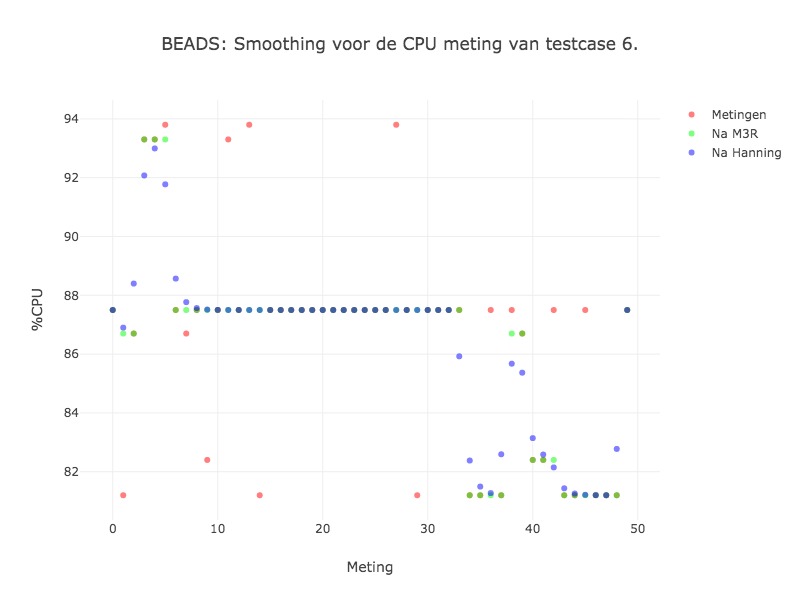 BEADS: Smoothing voor de CPU meting van testcase 6.
Metingen
Na M3R
Na Hanning
94
92
90
88
86
84
82
%CPU
0 10 20 30 40 50
Meting